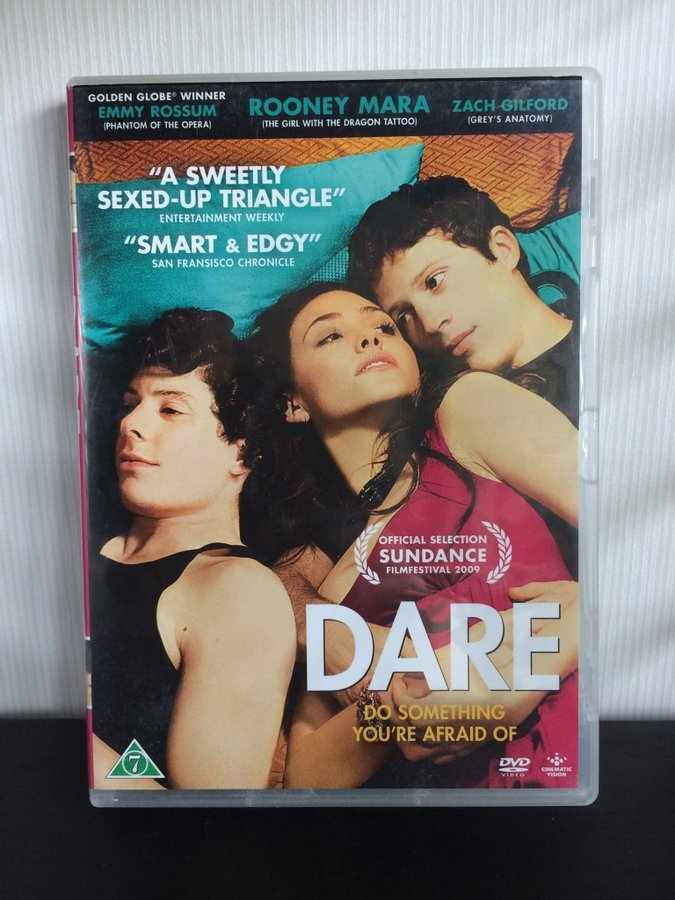 GOLDEN GLOBE® WINNER
EMMY ROSSUM
(PHANTOM OF THE OPERA)
ROONEY MARA
(THE GIRL WITH THE DRAGON TATTOO)
ZACH GILFORD
(GREY'S ANATOMY)
"A SWEETLY
SEXED-UP TRIANGLE"
ENTERTAINMENT WEEKLY
"SMART & EDGY"
SAN FRANSISCO CHRONICLE
OFFICIAL SELECTION
SUNDANCE
FILMFESTIVAL 2009
DARE
DO SOMETHING
YOU'RE AFRAID OF
7
DVD
VIDEO
CINEMATIC
VISION